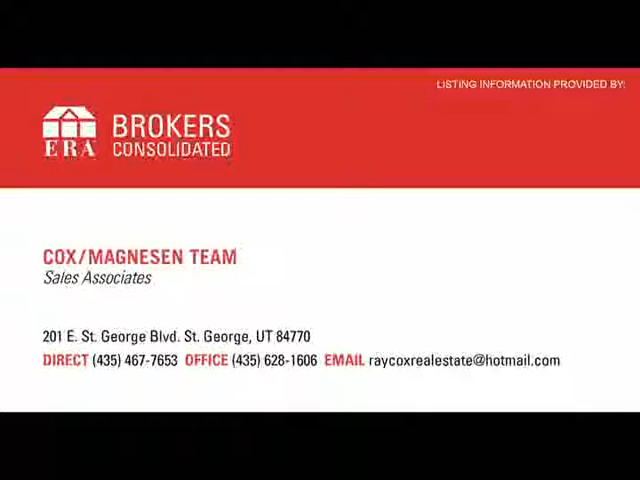 LISTING INFORMATION PROVIDED BY:
ERA
BROKERS
CONSOLIDATED
COX/MAGNESEN TEAM
Sales Associates
201 E. St. George Blvd. St. George, UT 84770
DIRECT (435) 467-7653 OFFICE (435) 628-1606 EMAIL raycoxrealestate@hotmail.com